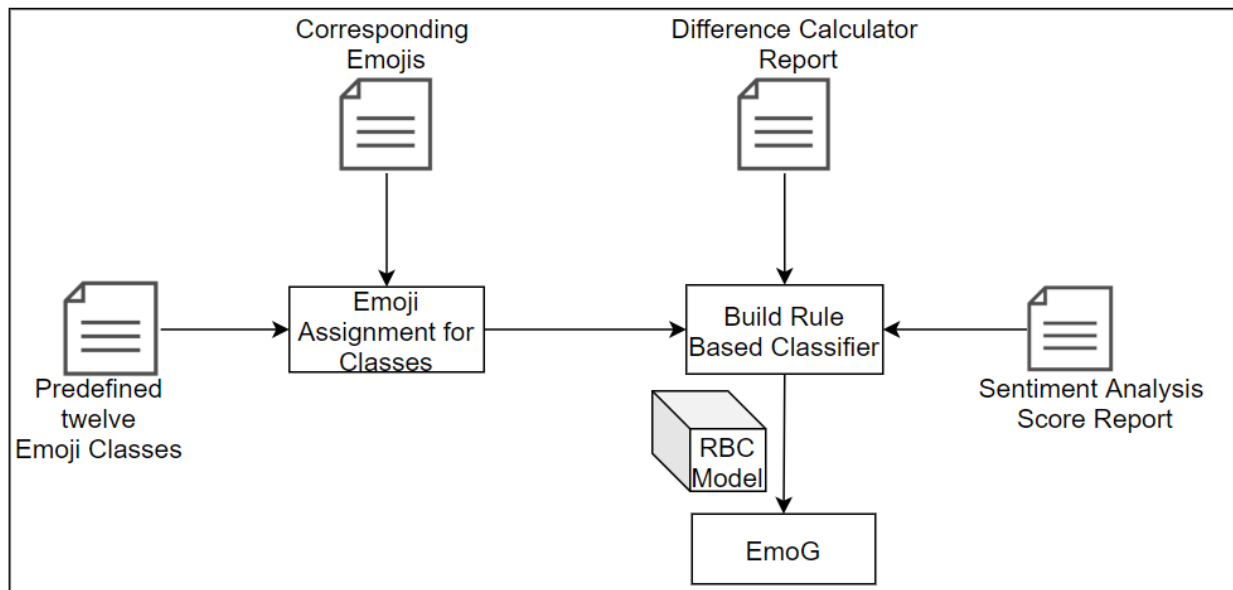 Corresponding
Emojis
Difference Calculator
Report
Emoji
Assignment for
Classes
Build Rule
Based Classifier
Predefined
twelve
Emoji Classes
Sentiment Analysis
Score Report
RBC
Model
EmoG